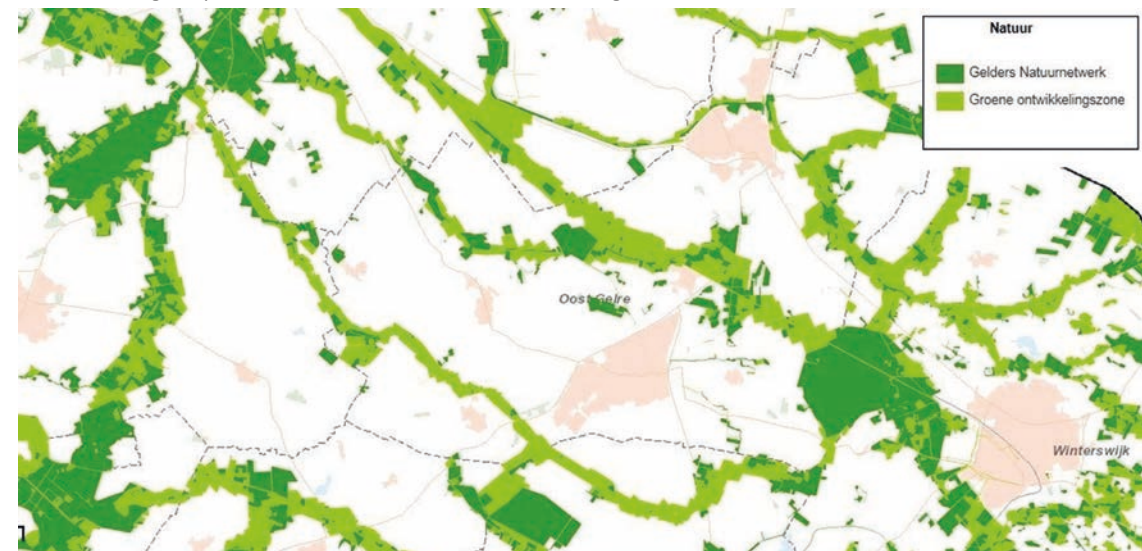 Natuur
Gelders Natuurnetwerk
Groene ontwikkelingszone
Oost Gelre
Winterswijk